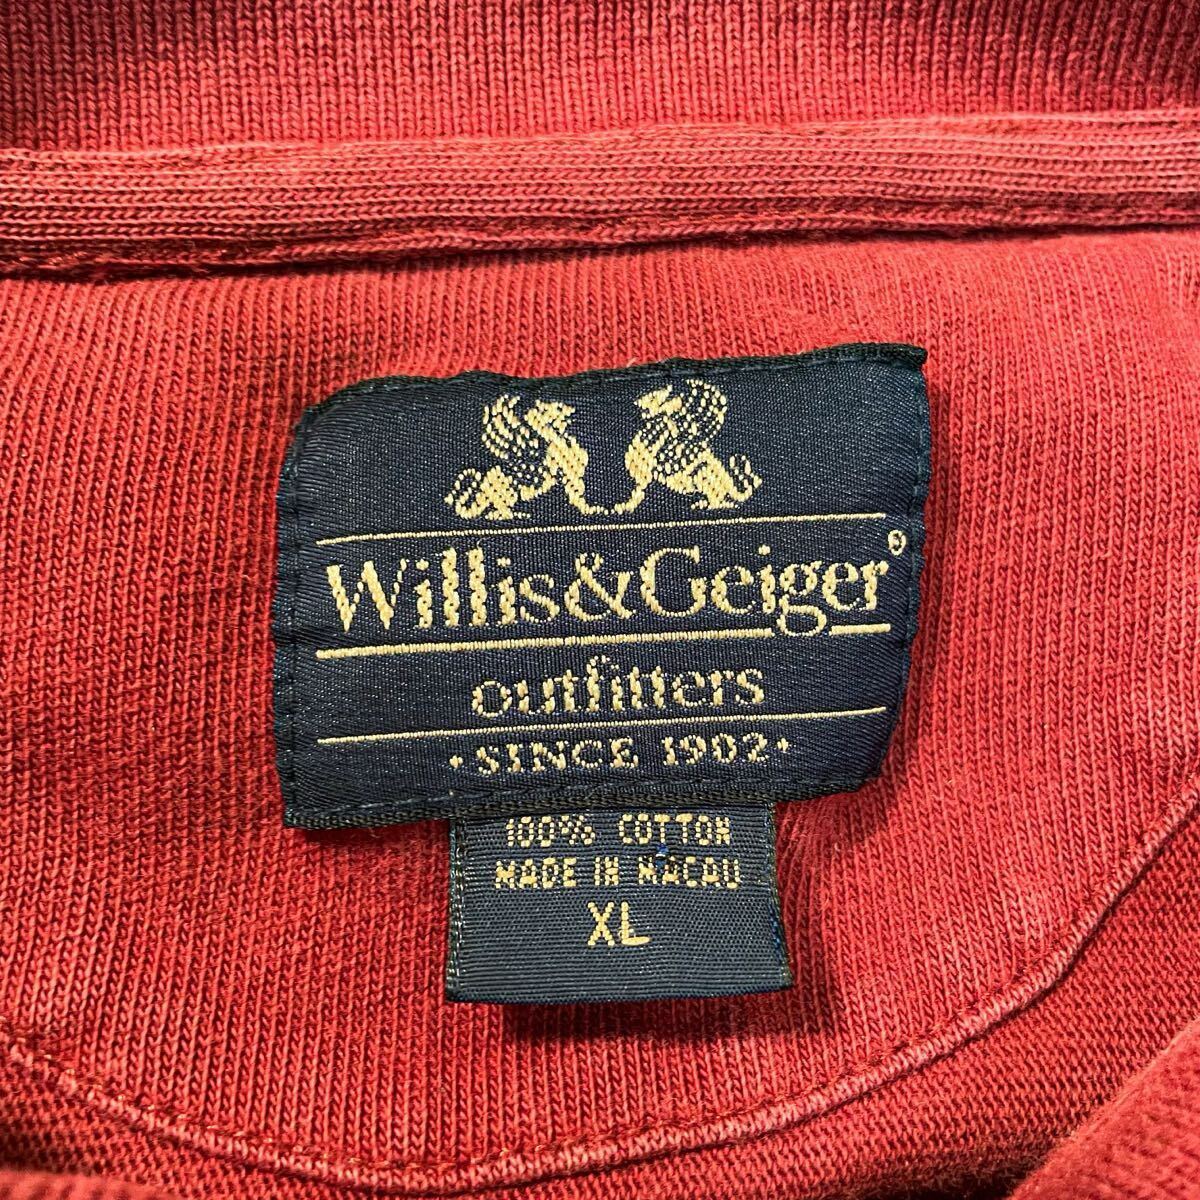 Willis&Geiger®
outfitters
·SINCE 1902·
100% COTTON
MADE IN MACAU
XL